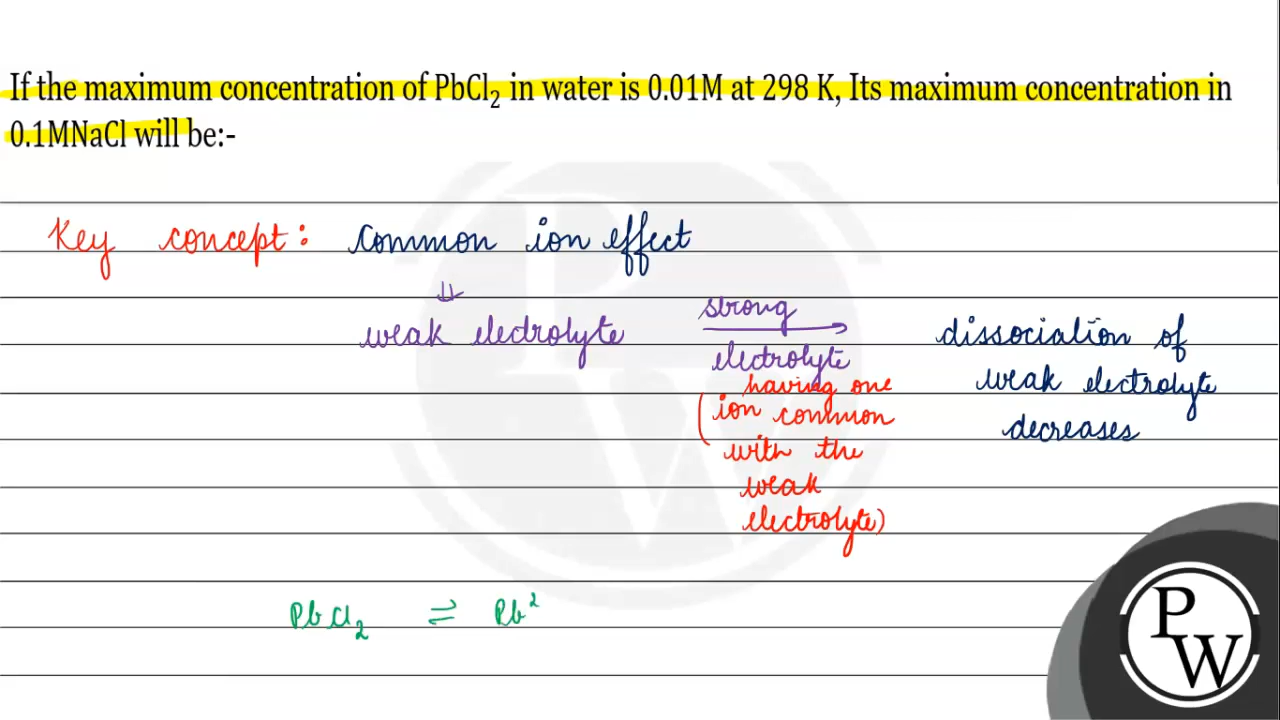 If the maximum concentration of PbCl₂ in water is 0.01M at 298 K, Its maximum concentration in
0.1MNaCl will be:-
Key concept: Common ion effect
⇓
weak electrolyte strong → electrolyte dissociation of
(having one weak electrolyte
ion common decreases
with the
weak
electrolyte)
PbCl₂ ⇌ Pb²
P
W